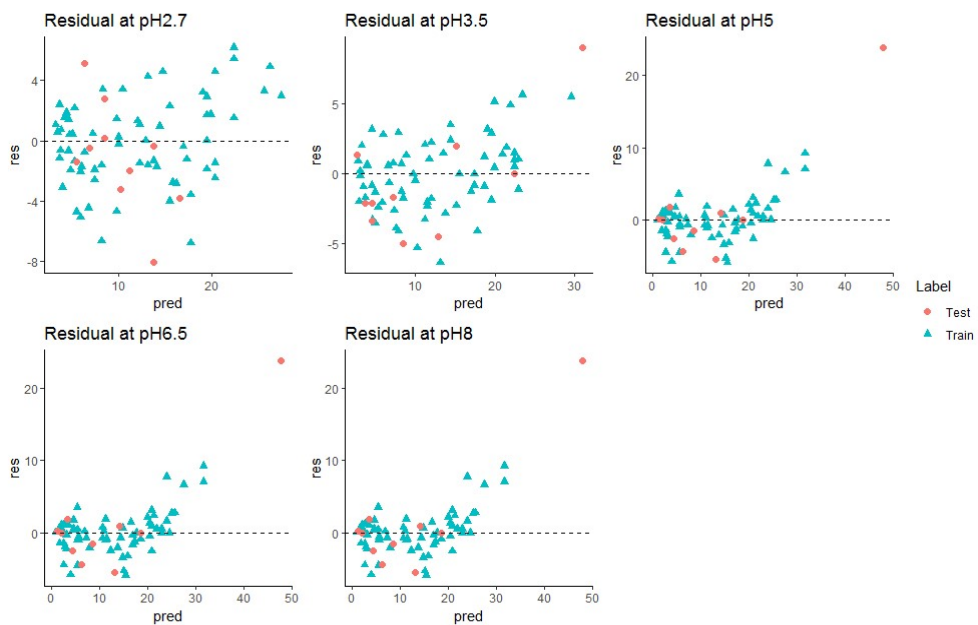 Residual at pH2.7
res
4
0
-4
-8
10
20
pred
Residual at pH3.5
res
5
0
-5
10
20
30
pred
Residual at pH5
res
20
10
0
0
10
20
30
40
50
pred
Label
Test
Train
Residual at pH6.5
res
20
10
0
0
10
20
30
40
50
pred
Residual at pH8
res
20
10
0
0
10
20
30
40
50
pred